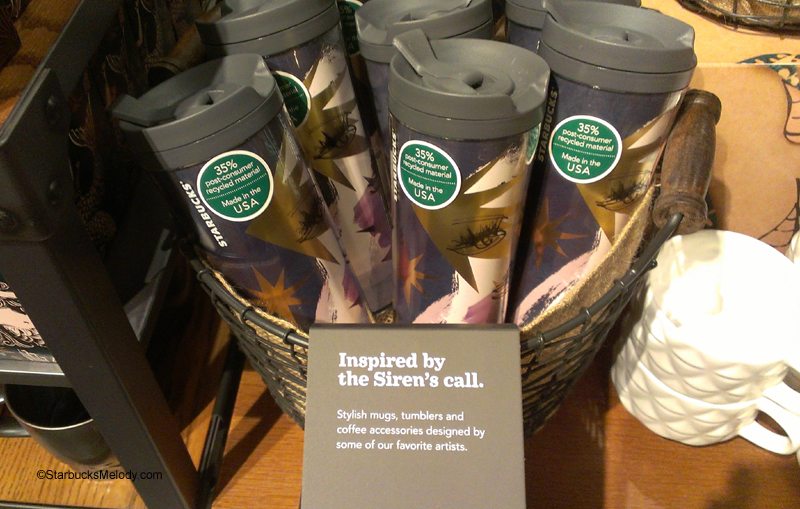 35%
post-consumer
recycled material
Made in the
USA
STARBUCKS
35%
post-consumer
recycled material
Made in the
USA
STARBUCKS
35%
post-consumer
recycled material
Made in the
USA
STARBUCKS
Inspired by
the Siren's call.
Stylish mugs, tumblers and
coffee accessories designed by
some of our favorite artists.
©StarbucksMelody.com